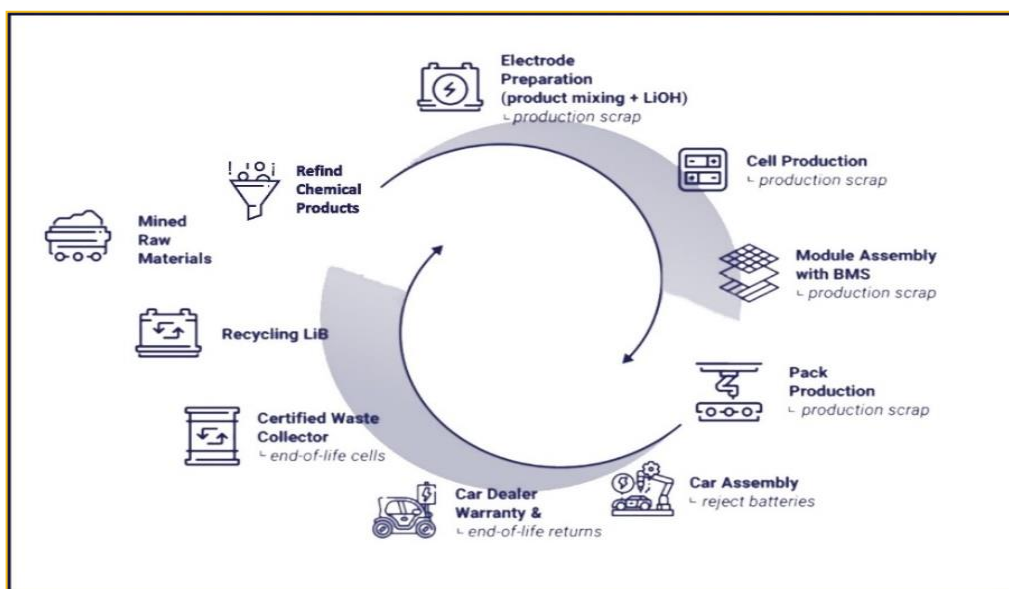 Electrode
Preparation
(product mixing + LiOH)
production scrap
Cell Production
production scrap
Module Assembly
with BMS
production scrap
Pack
Production
production scrap
Car Assembly
reject batteries
Car Dealer
Warranty &
end-of-life returns
Certified Waste
Collector
end-of-life cells
Recycling LiB
Mined
Raw
Materials
Refind
Chemical
Products